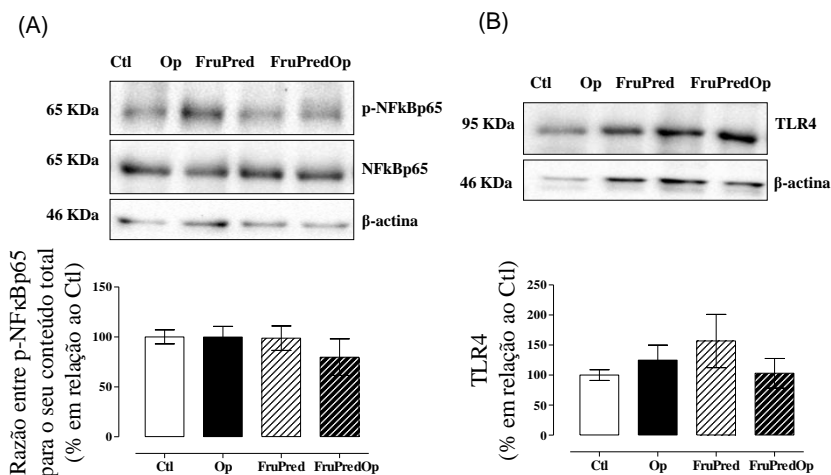 (A)
Ctl Op FruPred FruPredOp
65 KDa p-NFkBp65
65 KDa NFkBp65
46 KDa β-actina
Razão entre p-NFκBp65
para o seu conteúdo total
(% em relação ao Ctl)
150
100
50
0
Ctl Op FruPred FruPredOp
(B)
Ctl Op FruPred FruPredOp
95 KDa TLR4
46 KDa β-actina
TLR4
(% em relação ao Ctl)
250
200
150
100
50
0
Ctl Op FruPred FruPredOp